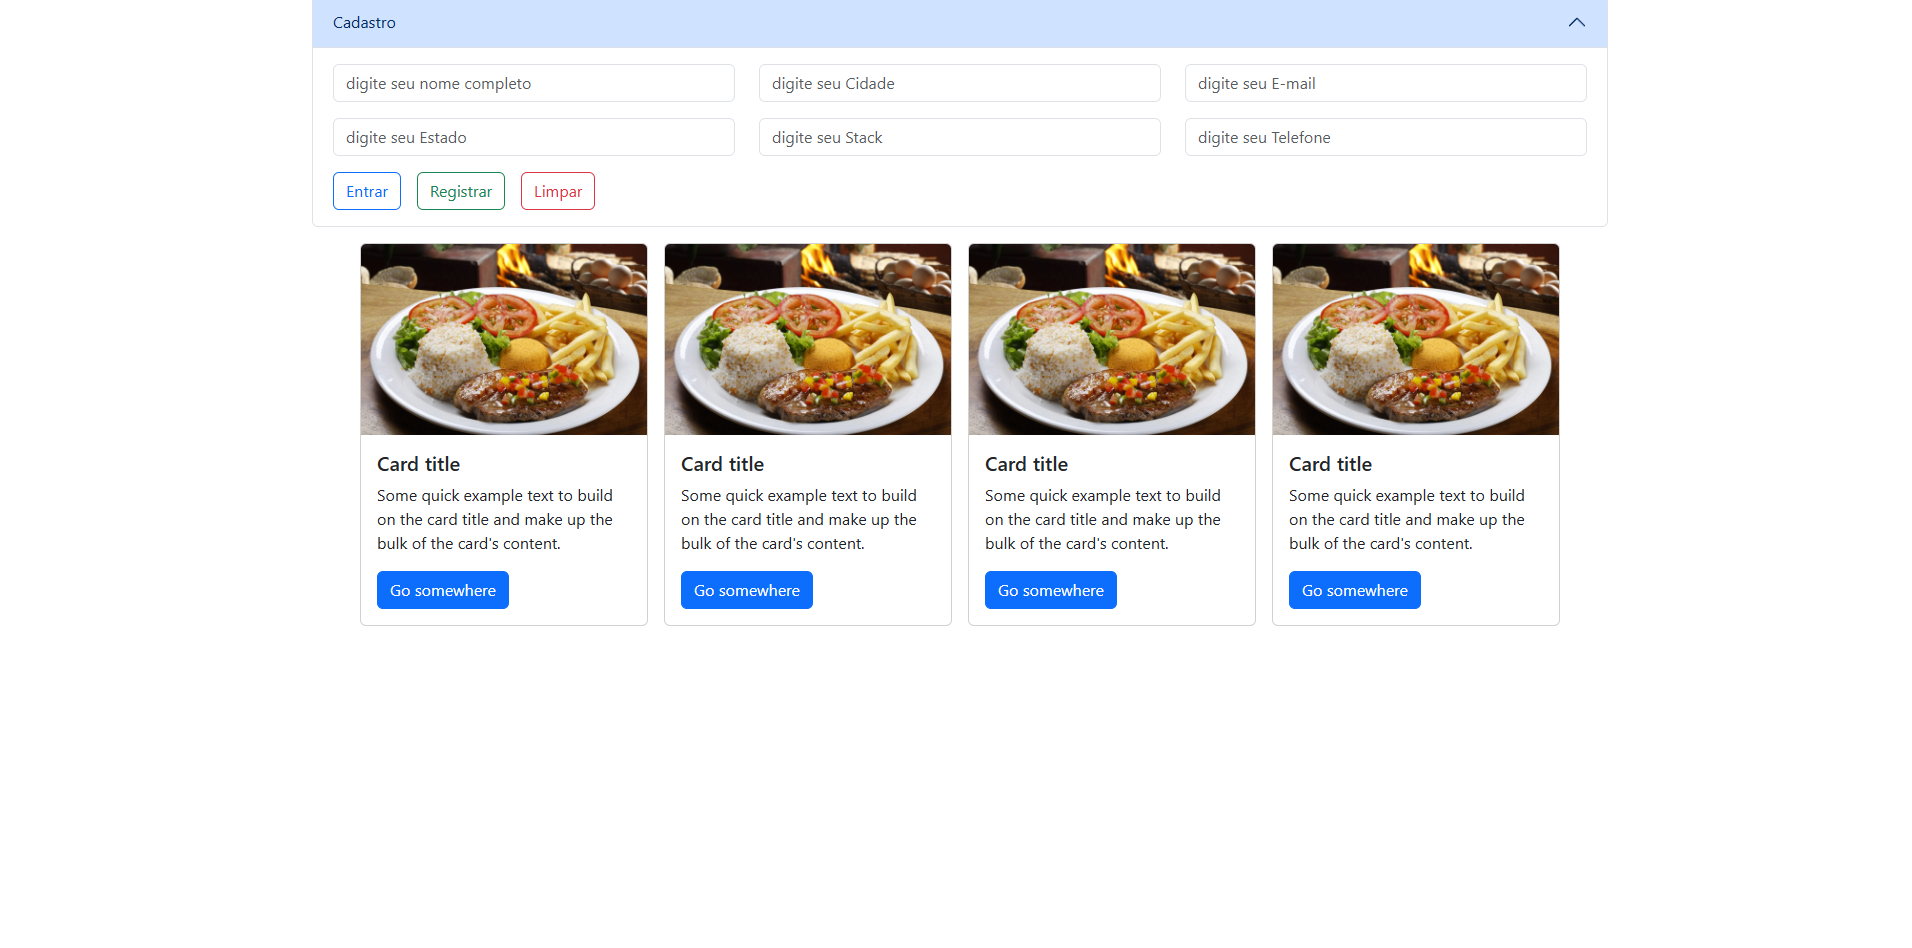 Cadastro
digite seu nome completo
digite seu Cidade
digite seu E-mail
digite seu Estado
digite seu Stack
digite seu Telefone
Entrar
Registrar
Limpar
Card title
Some quick example text to build
on the card title and make up the
bulk of the card's content.
Go somewhere
Card title
Some quick example text to build
on the card title and make up the
bulk of the card's content.
Go somewhere
Card title
Some quick example text to build
on the card title and make up the
bulk of the card's content.
Go somewhere
Card title
Some quick example text to build
on the card title and make up the
bulk of the card's content.
Go somewhere